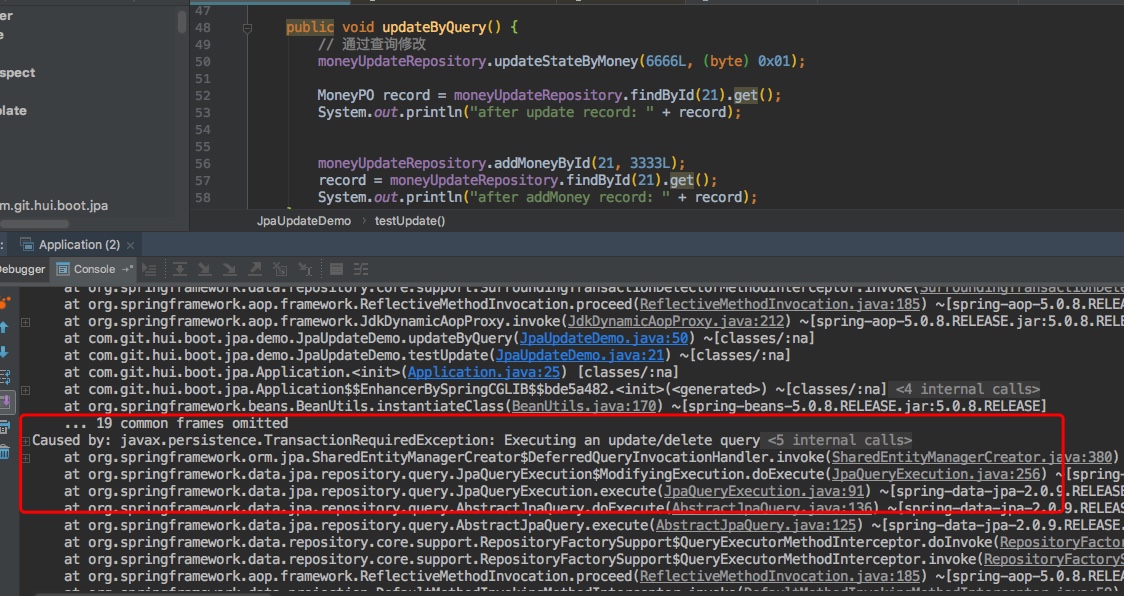 er
e
spect
late
m.git.hui.boot.jpa
47
48 public void updateByQuery() {
49 // 通过查询修改
50 moneyUpdateRepository.updateStateByMoney(6666L, (byte) 0x01);
51
52 MoneyPO record = moneyUpdateRepository.findById(21).get();
53 System.out.println("after update record: " + record);
54
55
56 moneyUpdateRepository.addMoneyById(21, 3333L);
57 record = moneyUpdateRepository.findById(21).get();
58 System.out.println("after addMoney record: " + record);
JpaUpdateDemo › testUpdate()
: Application (2) ×
Debugger Console
at org.springframework.data.repository.core.support.SurroundingTransactionDetectorMethodInterceptor.invoke(SurroundingTransactionDete
at org.springframework.aop.framework.ReflectiveMethodInvocation.proceed(ReflectiveMethodInvocation.java:185) ~[spring-aop-5.0.8.RELEA
at org.springframework.aop.framework.JdkDynamicAopProxy.invoke(JdkDynamicAopProxy.java:212) ~[spring-aop-5.0.8.RELEASE.jar:5.0.8.REL
at com.git.hui.boot.jpa.demo.JpaUpdateDemo.updateByQuery(JpaUpdateDemo.java:50) ~[classes/:na]
at com.git.hui.boot.jpa.demo.JpaUpdateDemo.testUpdate(JpaUpdateDemo.java:21) ~[classes/:na]
at com.git.hui.boot.jpa.Application.<init>(Application.java:25) [classes/:na]
at com.git.hui.boot.jpa.Application$$EnhancerBySpringCGLIB$$bde5a482.<init>(<generated>) ~[classes/:na] <4 internal calls>
at org.springframework.beans.BeanUtils.instantiateClass(BeanUtils.java:170) ~[spring-beans-5.0.8.RELEASE.jar:5.0.8.RELEASE]
... 19 common frames omitted
Caused by: javax.persistence.TransactionRequiredException: Executing an update/delete query <5 internal calls>
at org.springframework.orm.jpa.SharedEntityManagerCreator$DeferredQueryInvocationHandler.invoke(SharedEntityManagerCreator.java:380)
at org.springframework.data.jpa.repository.query.JpaQueryExecution$ModifyingExecution.doExecute(JpaQueryExecution.java:256) ~[spring-
at org.springframework.data.jpa.repository.query.JpaQueryExecution.execute(JpaQueryExecution.java:91) ~[spring-data-jpa-2.0.9.RELEASE
at org.springframework.data.jpa.repository.query.AbstractJpaQuery.doExecute(AbstractJpaQuery.java:136) ~[spring-data-jpa-2.0.9.RELEAS
at org.springframework.data.jpa.repository.query.AbstractJpaQuery.execute(AbstractJpaQuery.java:125) ~[spring-data-jpa-2.0.9.RELEASE.
at org.springframework.data.repository.core.support.RepositoryFactorySupport$QueryExecutorMethodInterceptor.doInvoke(RepositoryFactor
at org.springframework.data.repository.core.support.RepositoryFactorySupport$QueryExecutorMethodInterceptor.invoke(RepositoryFactoryS
at org.springframework.aop.framework.ReflectiveMethodInvocation.proceed(ReflectiveMethodInvocation.java:185) ~[spring-aop-5.0.8.RELEA